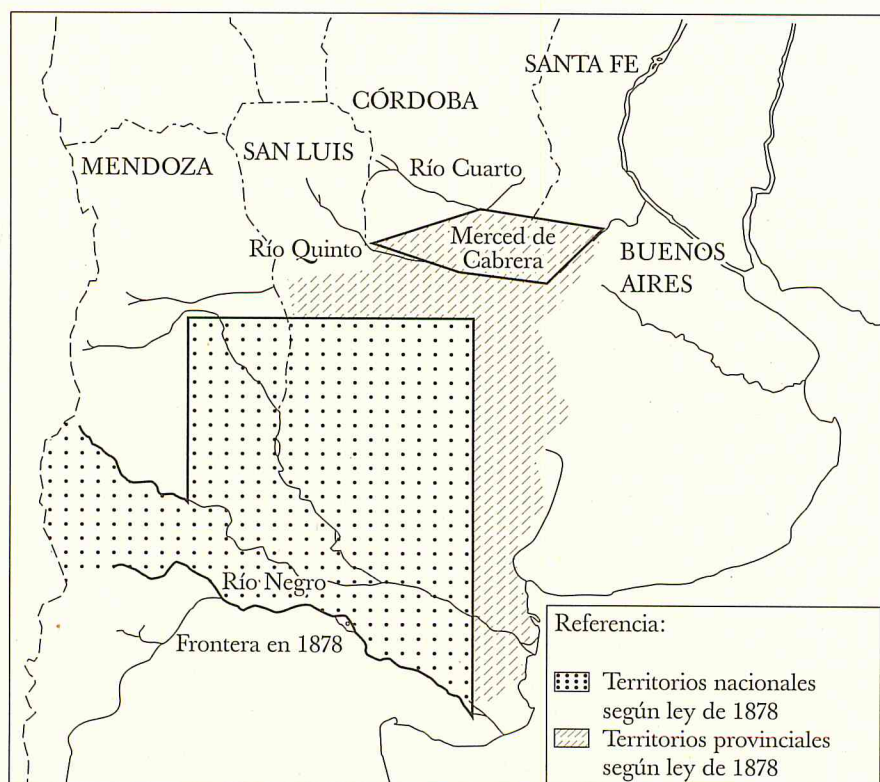 SANTA FE
CÓRDOBA
MENDOZA
SAN LUIS
Río Cuarto
Río Quinto
Merced de
Cabrera
BUENOS
AIRES
Río Negro
Frontera en 1878
Referencia:
Territorios nacionales
según ley de 1878
Territorios provinciales
según ley de 1878